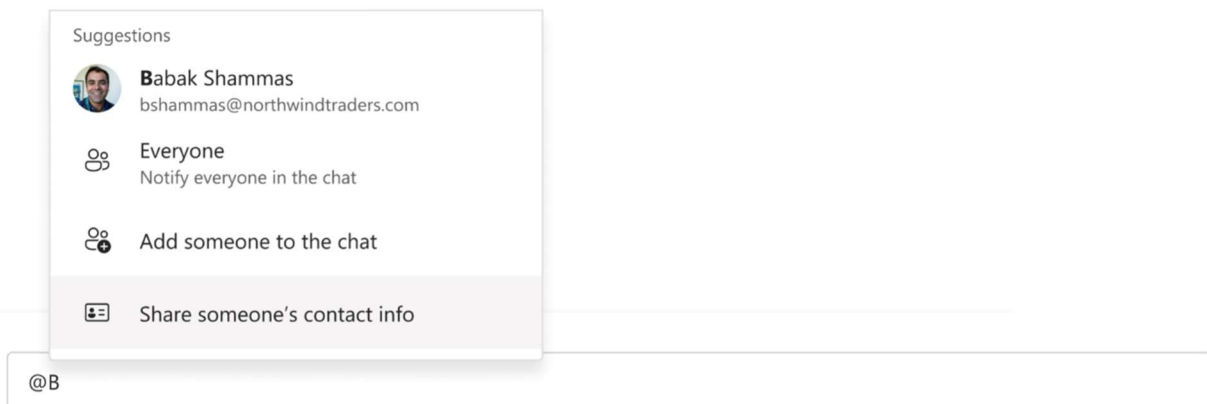 Suggestions
Babak Shammas
bshammas@northwindtraders.com
Everyone
Notify everyone in the chat
Add someone to the chat
Share someone’s contact info
@B